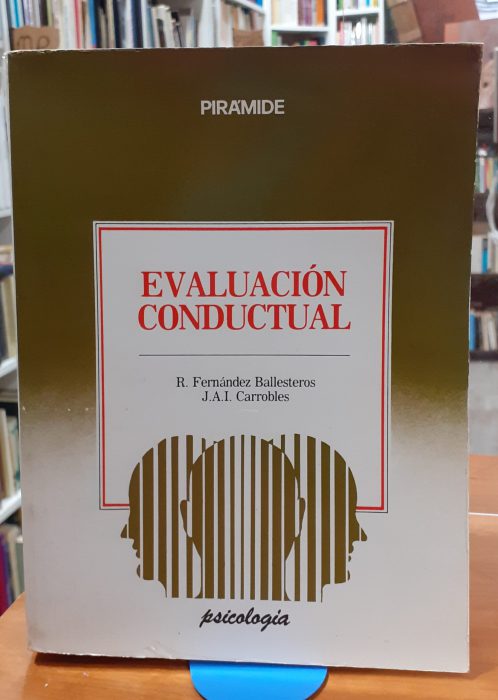 PIRÁMIDE
EVALUACIÓN
CONDUCTUAL
R. Fernández Ballesteros
J.A.I. Carrobles
psicología